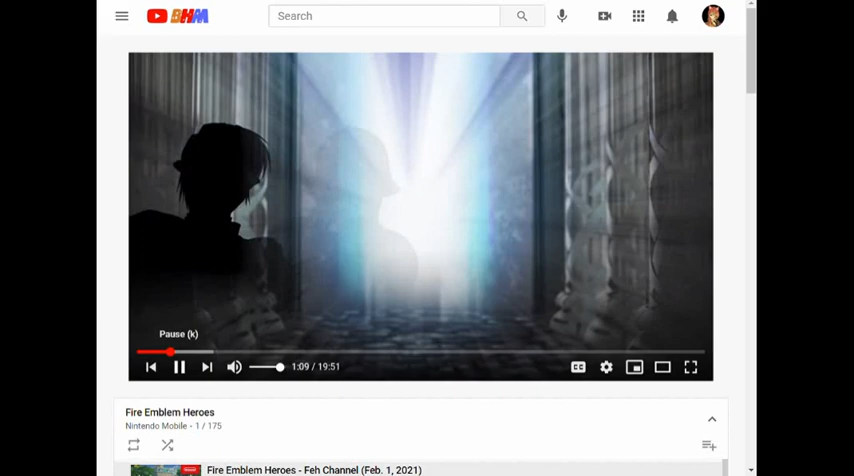 BHM
Search
Pause (k)
1:09 / 19:51
CC
Fire Emblem Heroes
Nintendo Mobile - 1 / 175
Fire Emblem Heroes - Feh Channel (Feb. 1, 2021)